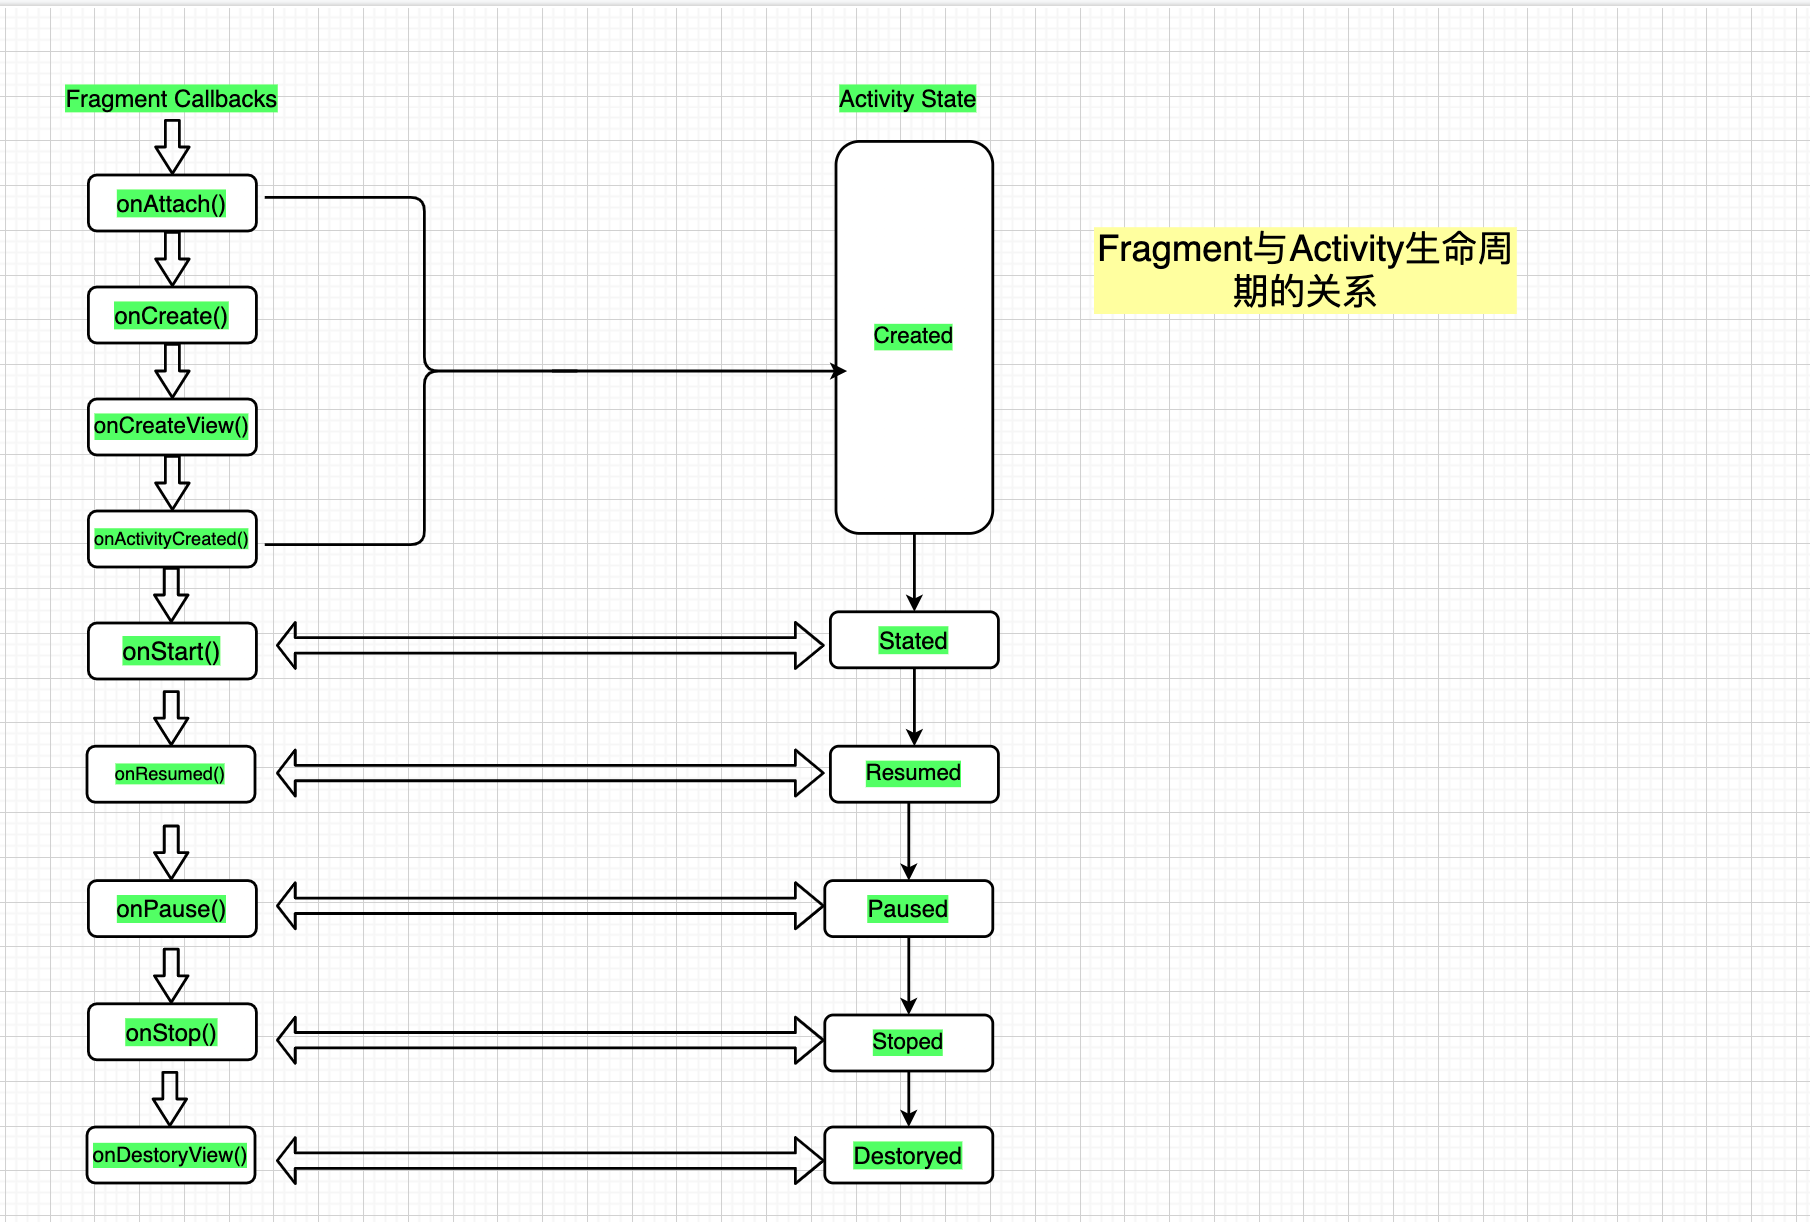 Fragment Callbacks
Activity State
onAttach()
Fragment与Activity生命周
期的关系
onCreate()
Created
onCreateView()
onActivityCreated()
onStart()
Stated
onResumed()
Resumed
onPause()
Paused
onStop()
Stoped
onDestoryView()
Destoryed